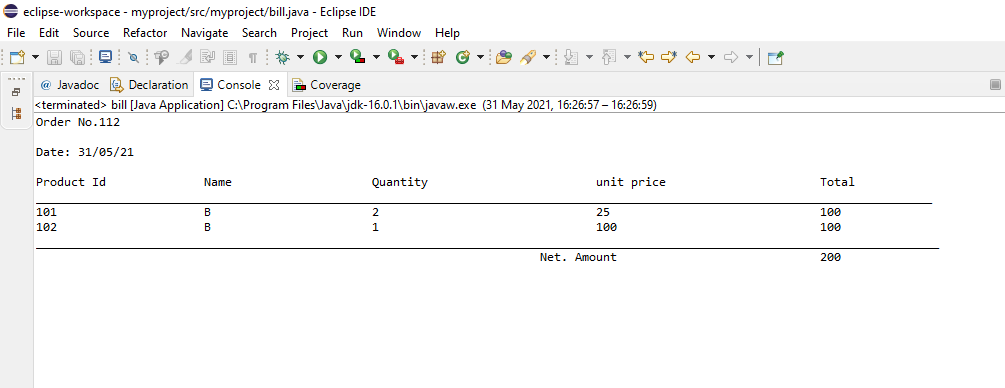 eclipse-workspace - myproject/src/myproject/bill.java - Eclipse IDE
File Edit Source Refactor Navigate Search Project Run Window Help
@ Javadoc Declaration Console Coverage
<terminated> bill [Java Application] C:\Program Files\Java\jdk-16.0.1\bin\javaw.exe (31 May 2021, 16:26:57 – 16:26:59)
Order No.112
Date: 31/05/21
Product Id Name Quantity unit price Total
101 B 2 25 100
102 B 1 100 100
Net. Amount 200